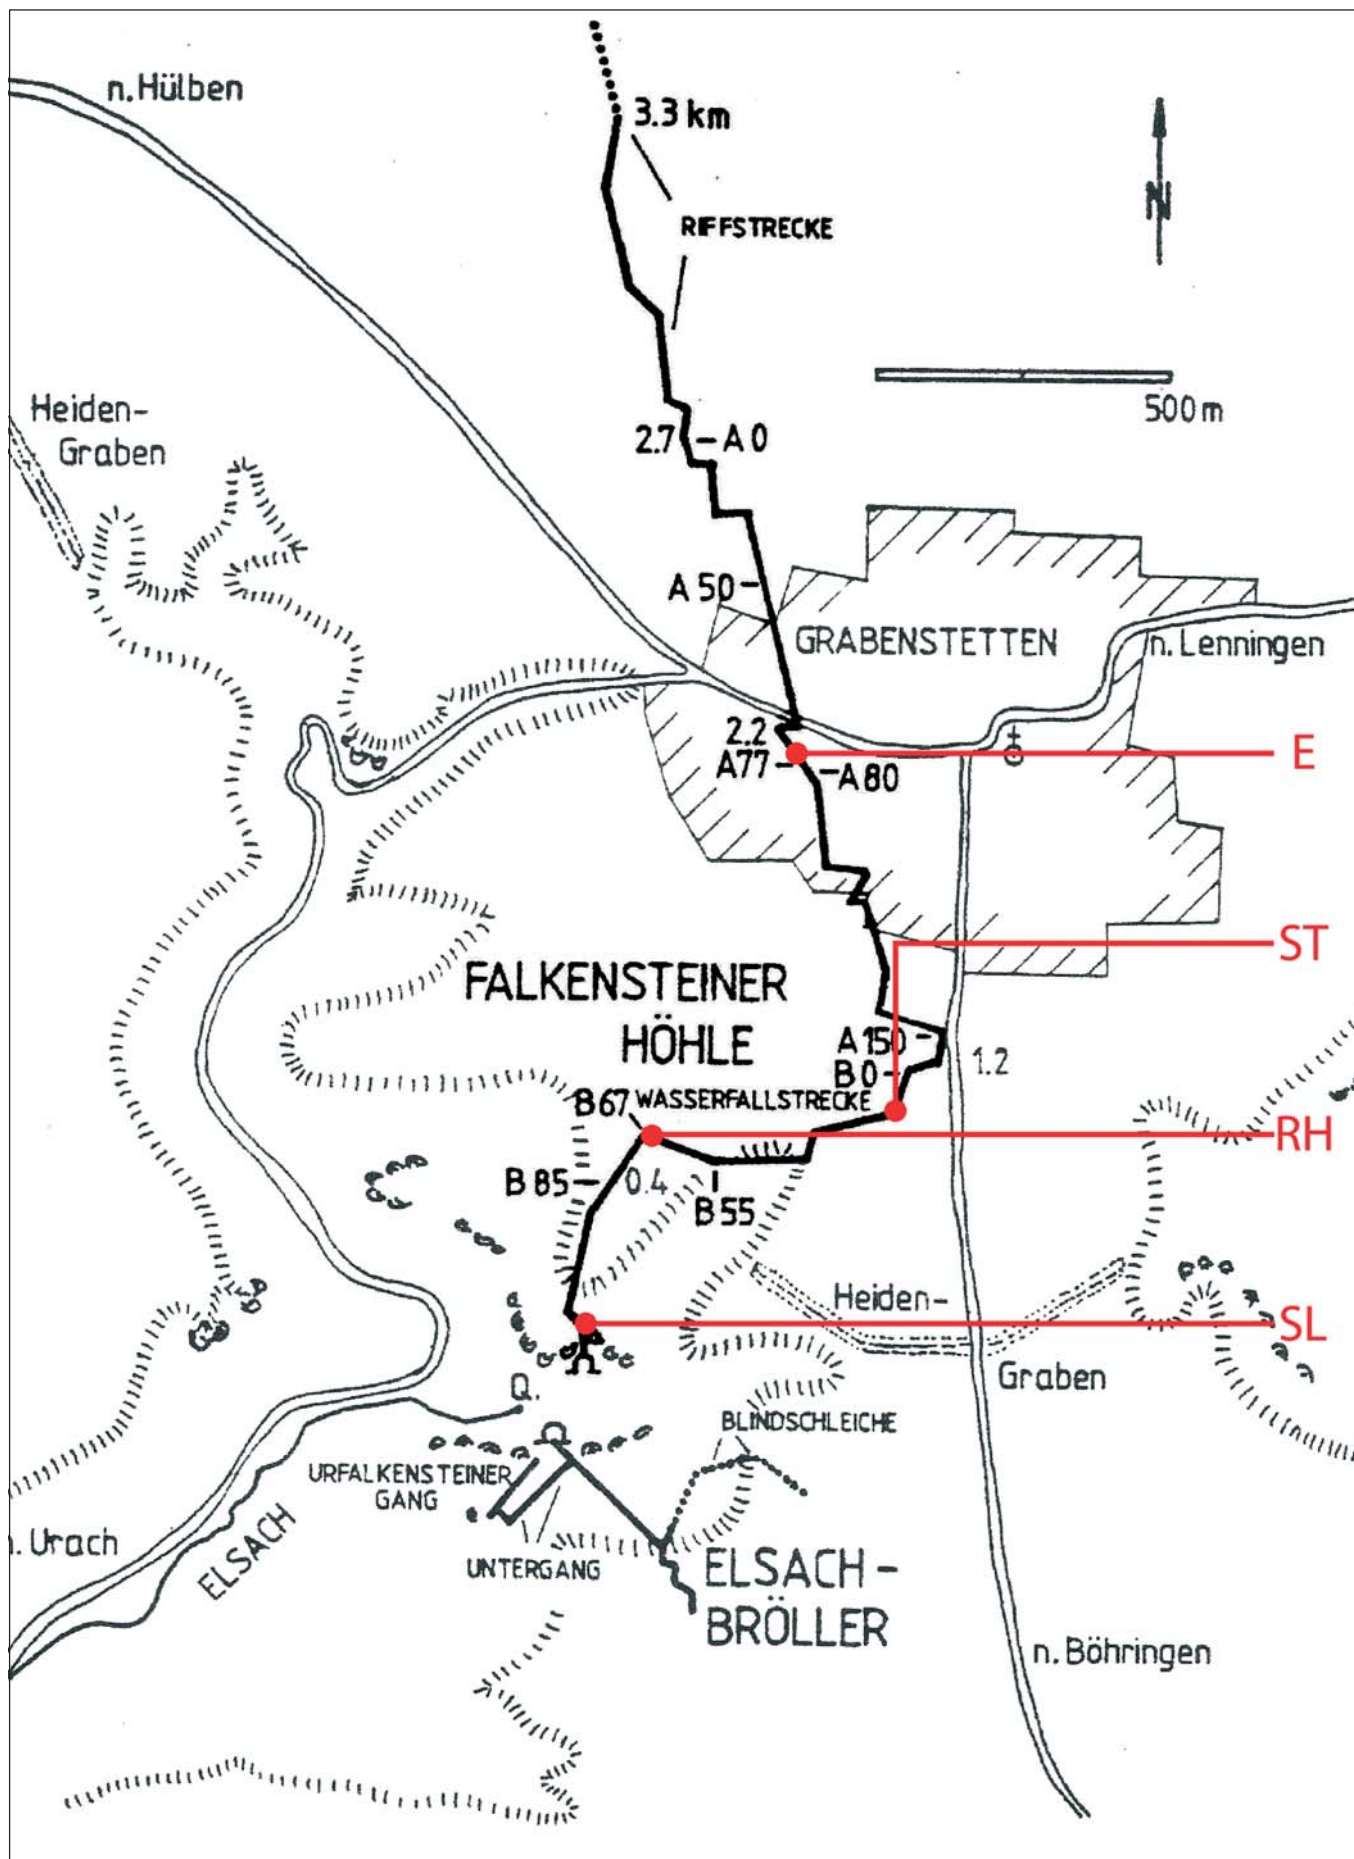 n. Hülben
3.3 km
RIFFSTRECKE
N
500 m
Heiden-
Graben
2.7
A 0
A 50
GRABENSTETTEN
n. Lenningen
2.2
A77
A 80
E
ST
FALKENSTEINER
HÖHLE
A 150
B 0
1.2
B 67
WASSERFALLSTRECKE
RH
B 85
0.4
B 55
Heiden-
Graben
SL
Q.
BLINDSCHLEICHE
URFALKENSTEINER
GANG
n. Urach
ELSACH
UNTERGANG
ELSACH-
BRÖLLER
n. Böhringen